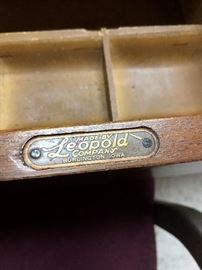 MADE BY
Leopold
COMPANY
BURLINGTON, IOWA